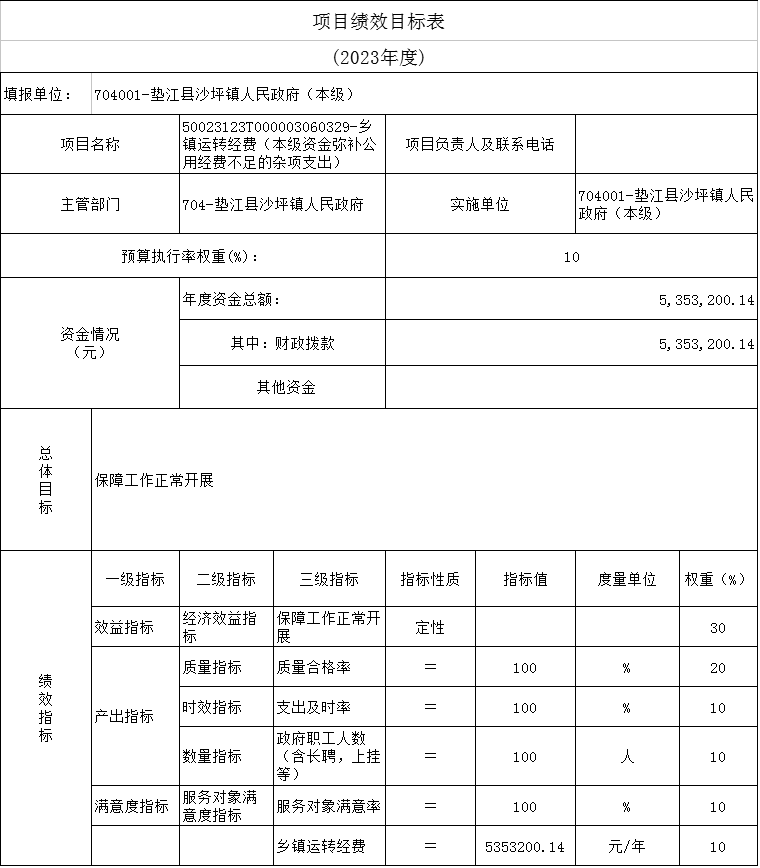 项目绩效目标表
(2023年度)
填报单位： 704001-垫江县沙坪镇人民政府（本级）
项目名称
50023123T000003060329-乡
镇运转经费（本级资金弥补公
用经费不足的杂项支出）
项目负责人及联系电话
主管部门
704-垫江县沙坪镇人民政府
实施单位
704001-垫江县沙坪镇人民
政府（本级）
预算执行率权重(%)： 10
资金情况
（元）
年度资金总额： 5,353,200.14
其中：财政拨款 5,353,200.14
其他资金
总
体
目
标
保障工作正常开展
绩
效
指
标
一级指标 二级指标 三级指标 指标性质 指标值 度量单位 权重（%）
效益指标
经济效益指
标
保障工作正常开
展
定性 30
产出指标
质量指标 质量合格率 ＝ 100 % 20
时效指标 支出及时率 ＝ 100 % 10
数量指标
政府职工人数
（含长聘，上挂
等）
＝ 100 人 10
满意度指标
服务对象满
意度指标
服务对象满意率 ＝ 100 % 10
乡镇运转经费 ＝ 5353200.14 元/年 10